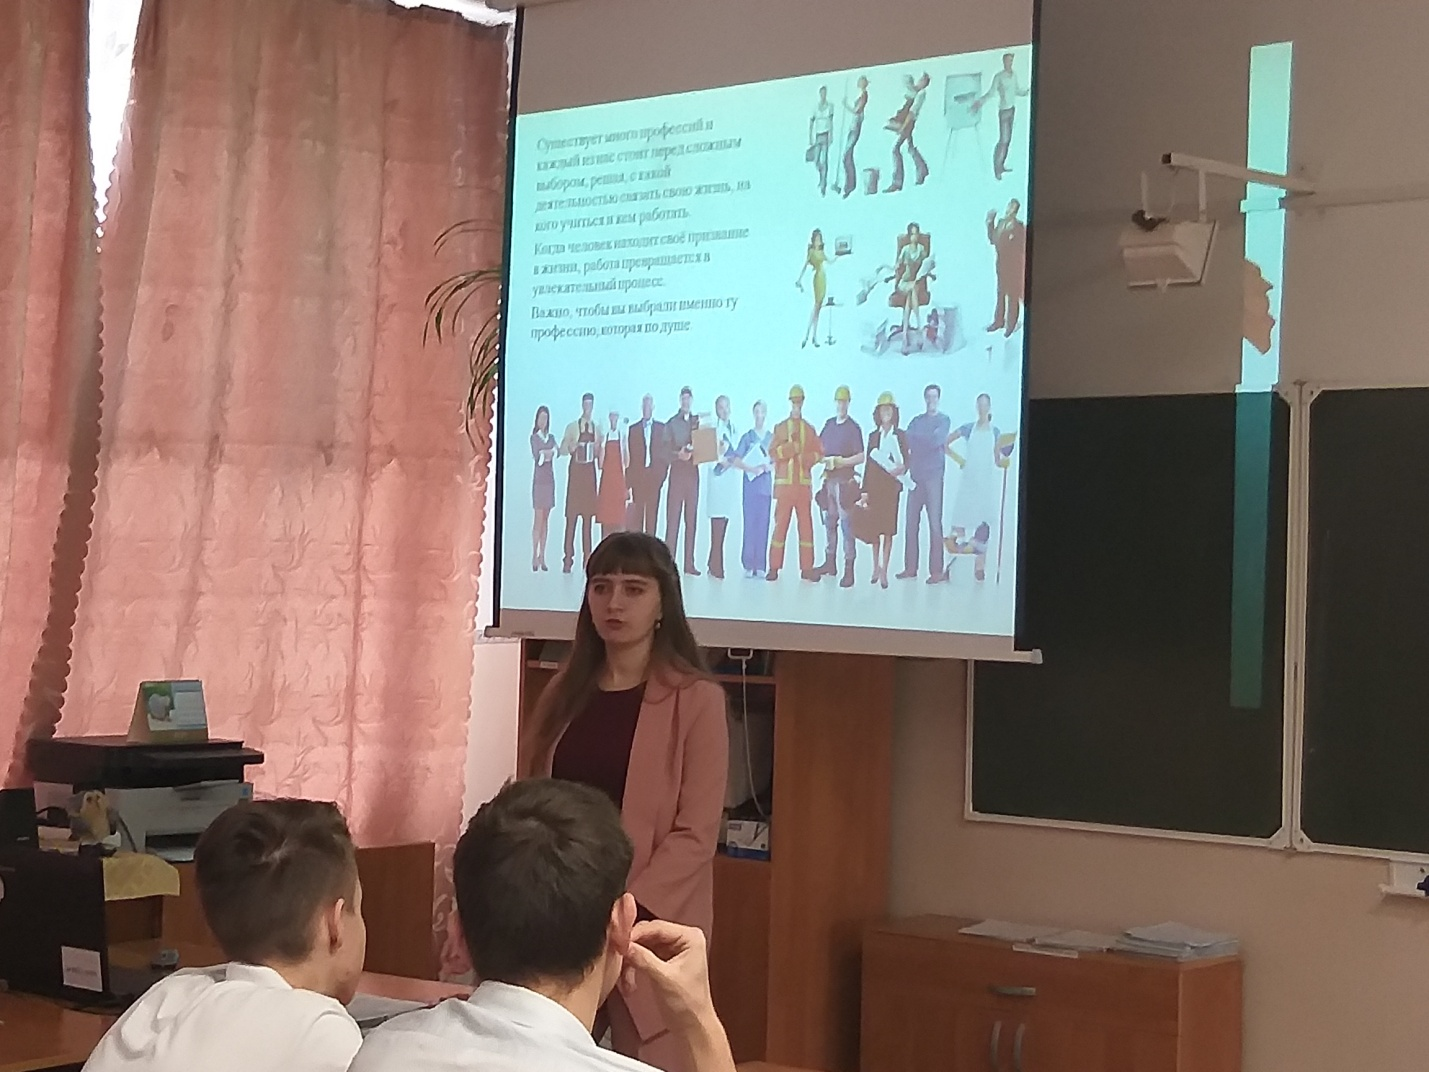 Существует много профессий и
каждый из нас стоит перед сложным
выбором, решая, с какой
деятельностью связать свою жизнь, на
кого учиться и кем работать.
Когда человек находит своё призвание
в жизни, работа превращается в
увлекательный процесс.
Важно, чтобы вы выбрали именно ту
профессию, которая по душе